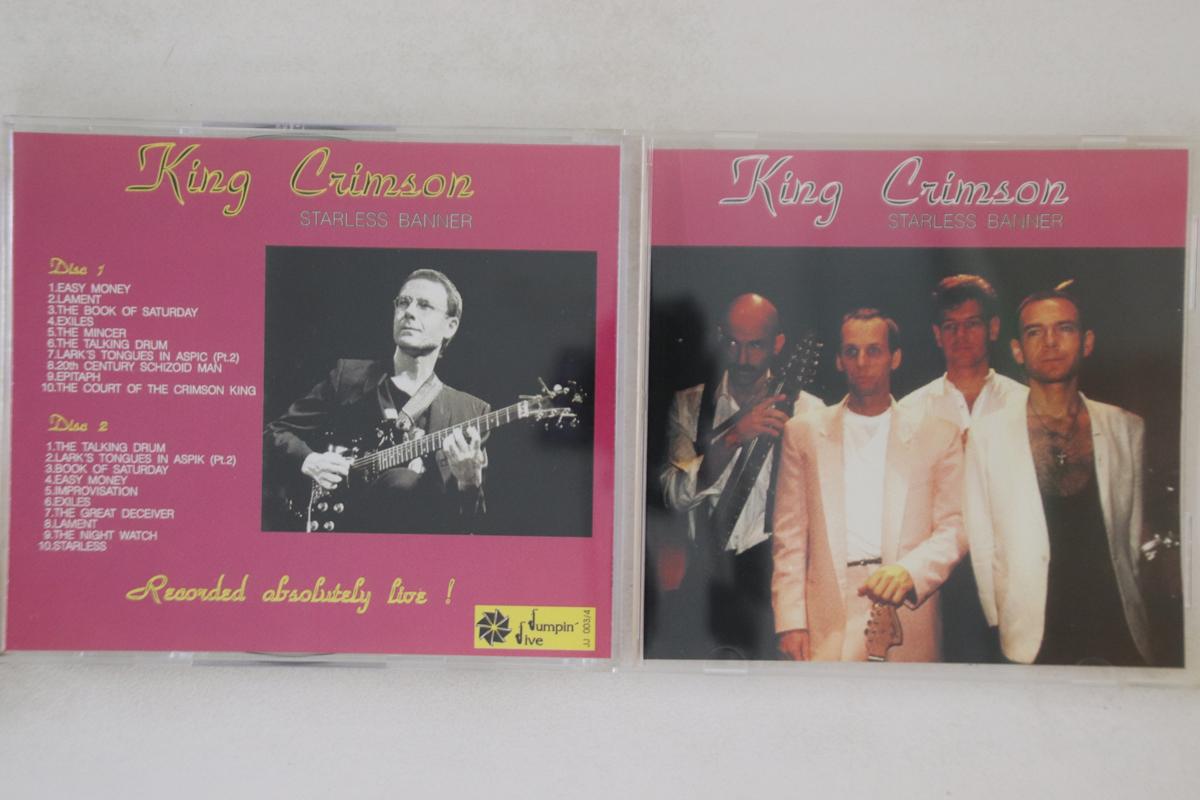 King Crimson
STARLESS BANNER
Disc 1
1.EASY MONEY
2.LAMENT
3.THE BOOK OF SATURDAY
4.EXILES
5.THE MINCER
6.THE TALKING DRUM
7.LARK'S TONGUES IN ASPIC (Pt.2)
8.20th CENTURY SCHIZOID MAN
9.EPITAPH
10.THE COURT OF THE CRIMSON KING
Disc 2
1.THE TALKING DRUM
2.LARK'S TONGUES IN ASPIK (Pt.2)
3.BOOK OF SATURDAY
4.EASY MONEY
5.IMPROVISATION
6.EXILES
7.THE GREAT DECEIVER
8.LAMENT
9.THE NIGHT WATCH
10.STARLESS
Recorded absolutely live !
Jumpin'
Jive
JJ 003/4
King Crimson
STARLESS BANNER